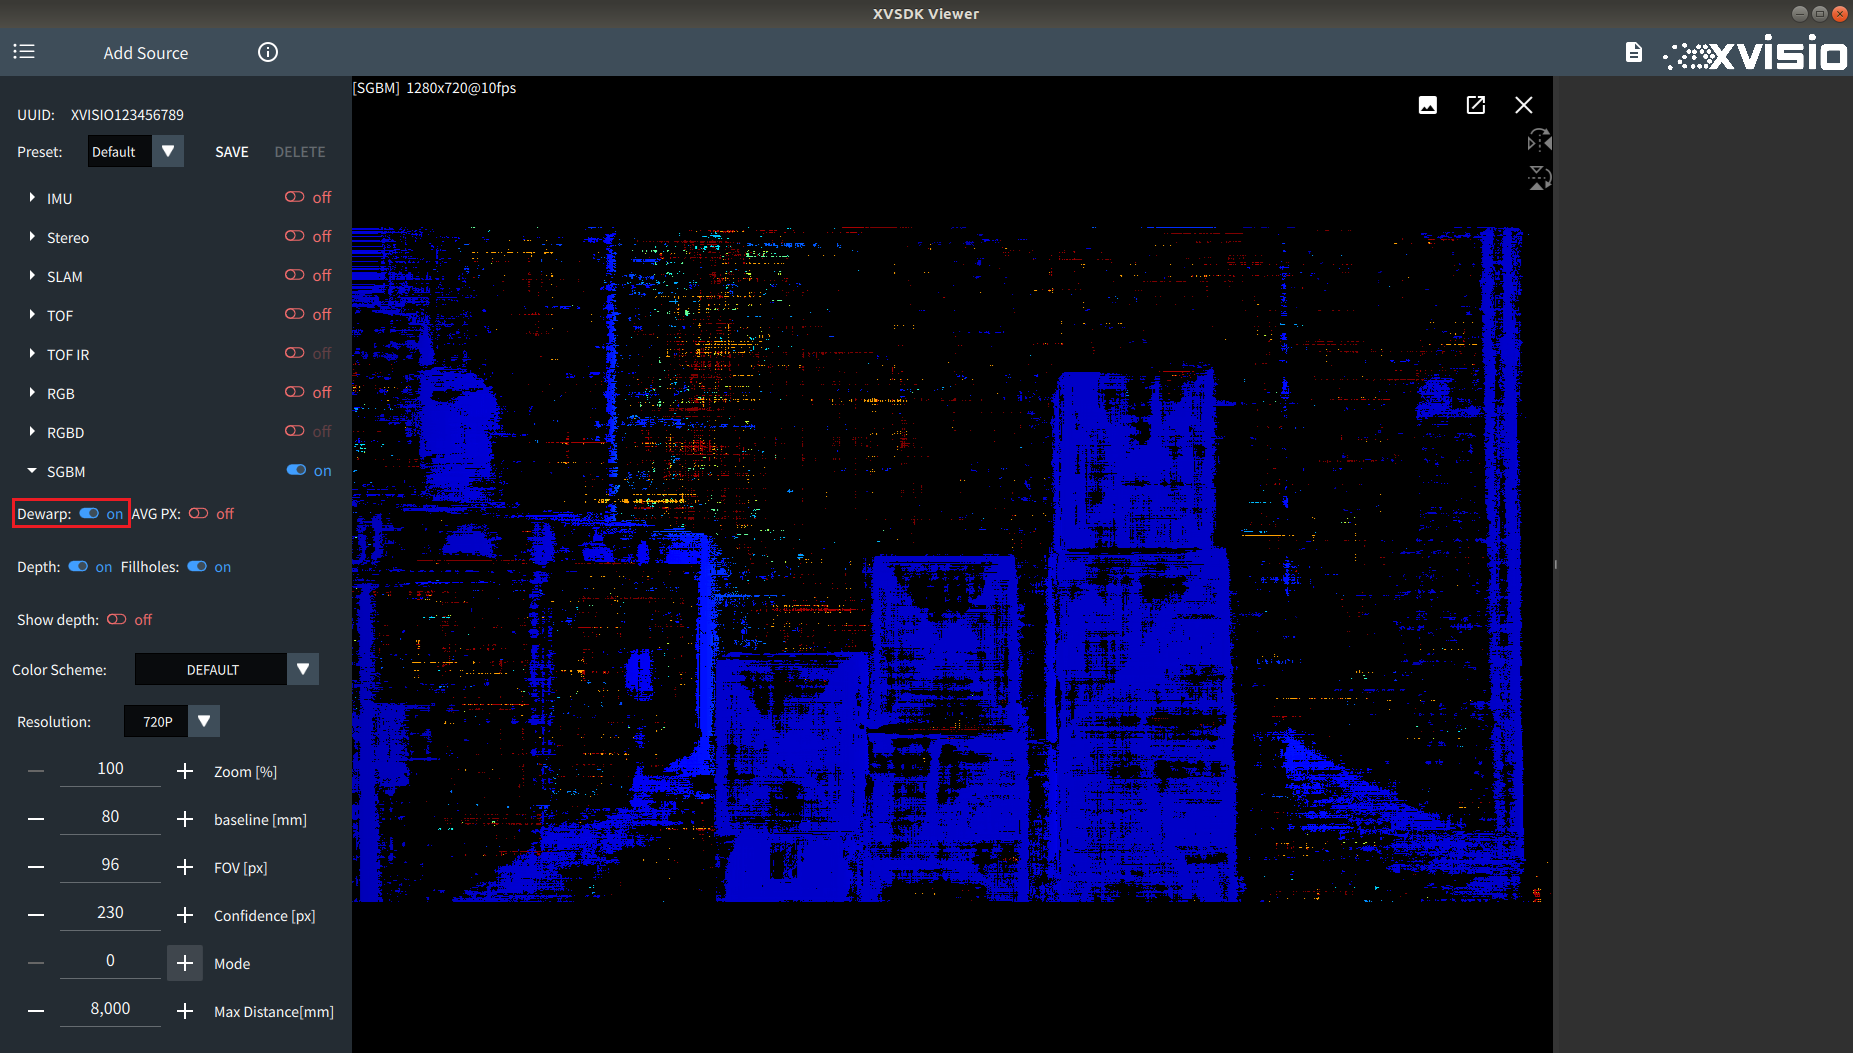 XVSDK Viewer
Add Source
xvisio
UUID: XVISIO123456789
[SGBM] 1280x720@10fps
Preset: Default SAVE DELETE
IMU off
Stereo off
SLAM off
TOF off
TOF IR off
RGB off
RGBD off
SGBM on
Dewarp: on AVG PX: off
Depth: on Fillholes: on
Show depth: off
Color Scheme: DEFAULT
Resolution: 720P
100 Zoom [%]
80 baseline [mm]
96 FOV [px]
230 Confidence [px]
0 Mode
8,000 Max Distance[mm]